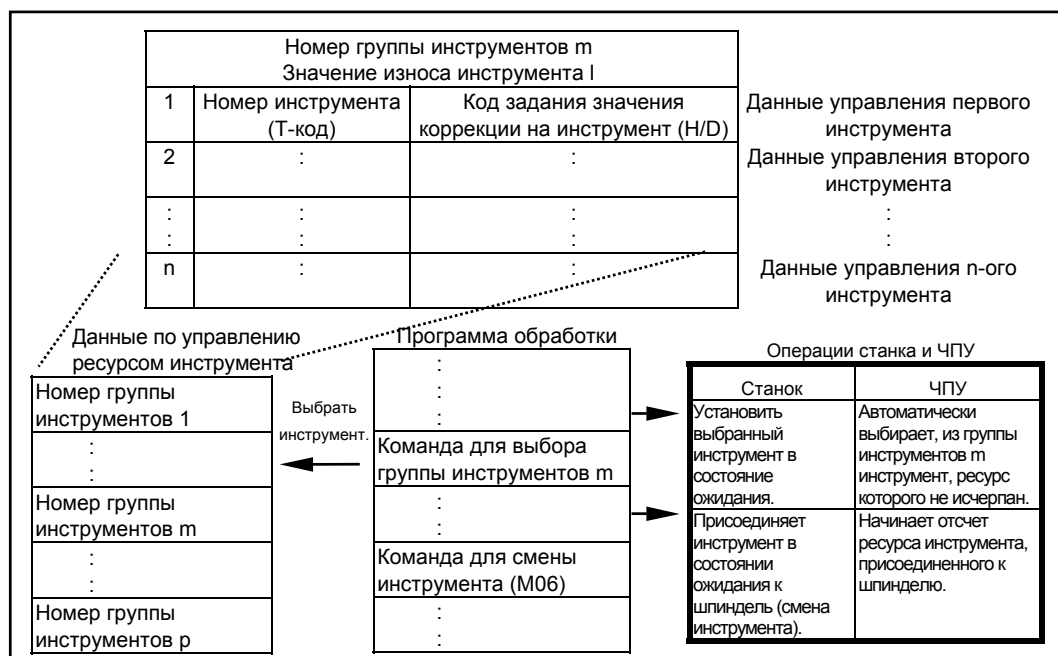 Номер группы инструментов m
Значение износа инструмента l
1
Номер инструмента
(T-код)
Код задания значения
коррекции на инструмент (H/D)
Данные управления первого
инструмента
2
:
:
Данные управления второго
инструмента
:
:
:
:
:
:
:
:
n
:
:
Данные управления n-ого
инструмента
Данные по управлению
ресурсом инструмента
Номер группы
инструментов 1
:
:
Номер группы
инструментов m
:
:
Номер группы
инструментов p
Выбрать
инструмент.
Программа обработки
:
:
:
:
Команда для выбора
группы инструментов m
:
:
Команда для смены
инструмента (M06)
:
:
Операции станка и ЧПУ
Станок
ЧПУ
Установить
выбранный
инструмент в
состояние
ожидания.
Автоматически
выбирает, из группы
инструментов m
инструмент, ресурс
которого не исчерпан.
Присоединяет
инструмент в
состоянии
ожидания к
шпиндель (смена
инструмента).
Начинает отсчет
ресурса инструмента,
присоединенного к
шпинделю.